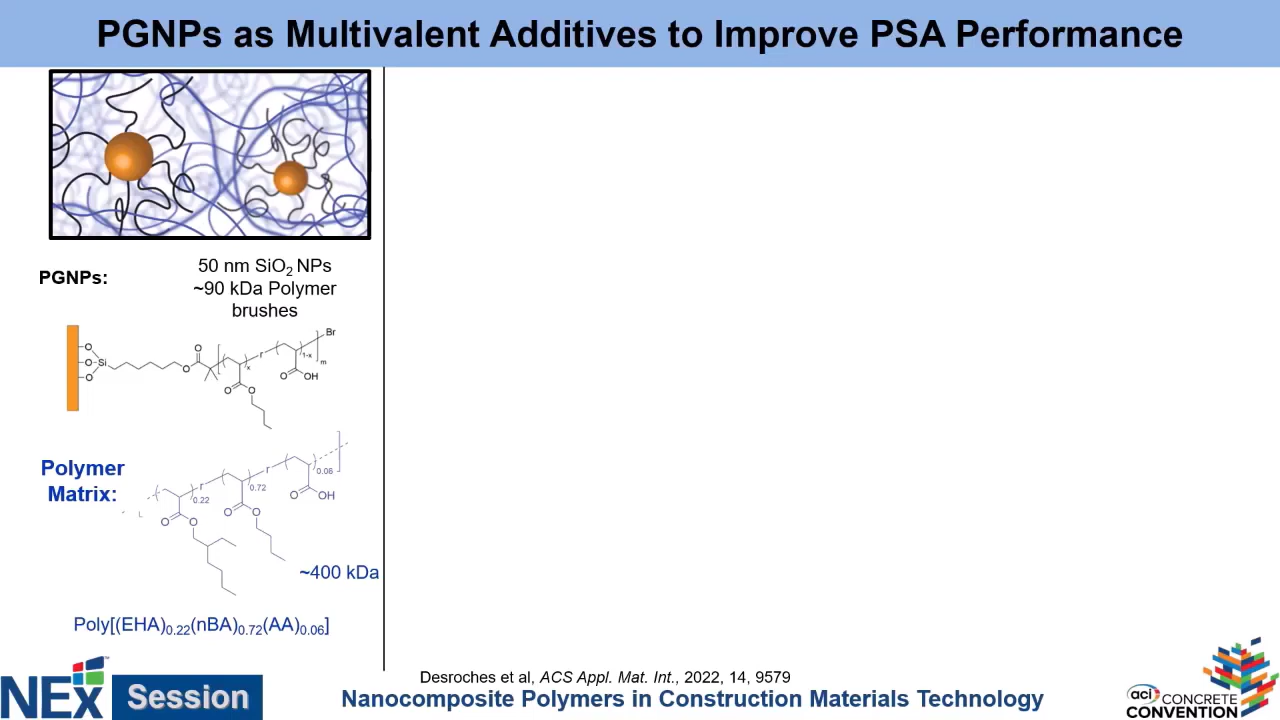 PGNPs as Multivalent Additives to Improve PSA Performance
PGNPs:
50 nm SiO₂ NPs
~90 kDa Polymer
brushes
O
O-Si
O
O
O
O
O
r
O
OH
Br
x
1-x
m
Polymer
Matrix:
O
O
r
0.22
O
O
r
0.72
O
OH
0.06
~400 kDa
Poly[(EHA)₀.₂₂(nBA)₀.₇₂(AA)₀.₀₆]
Desroches et al, ACS Appl. Mat. Int., 2022, 14, 9579
Nanocomposite Polymers in Construction Materials Technology
NEx Session
aci CONCRETE
CONVENTION